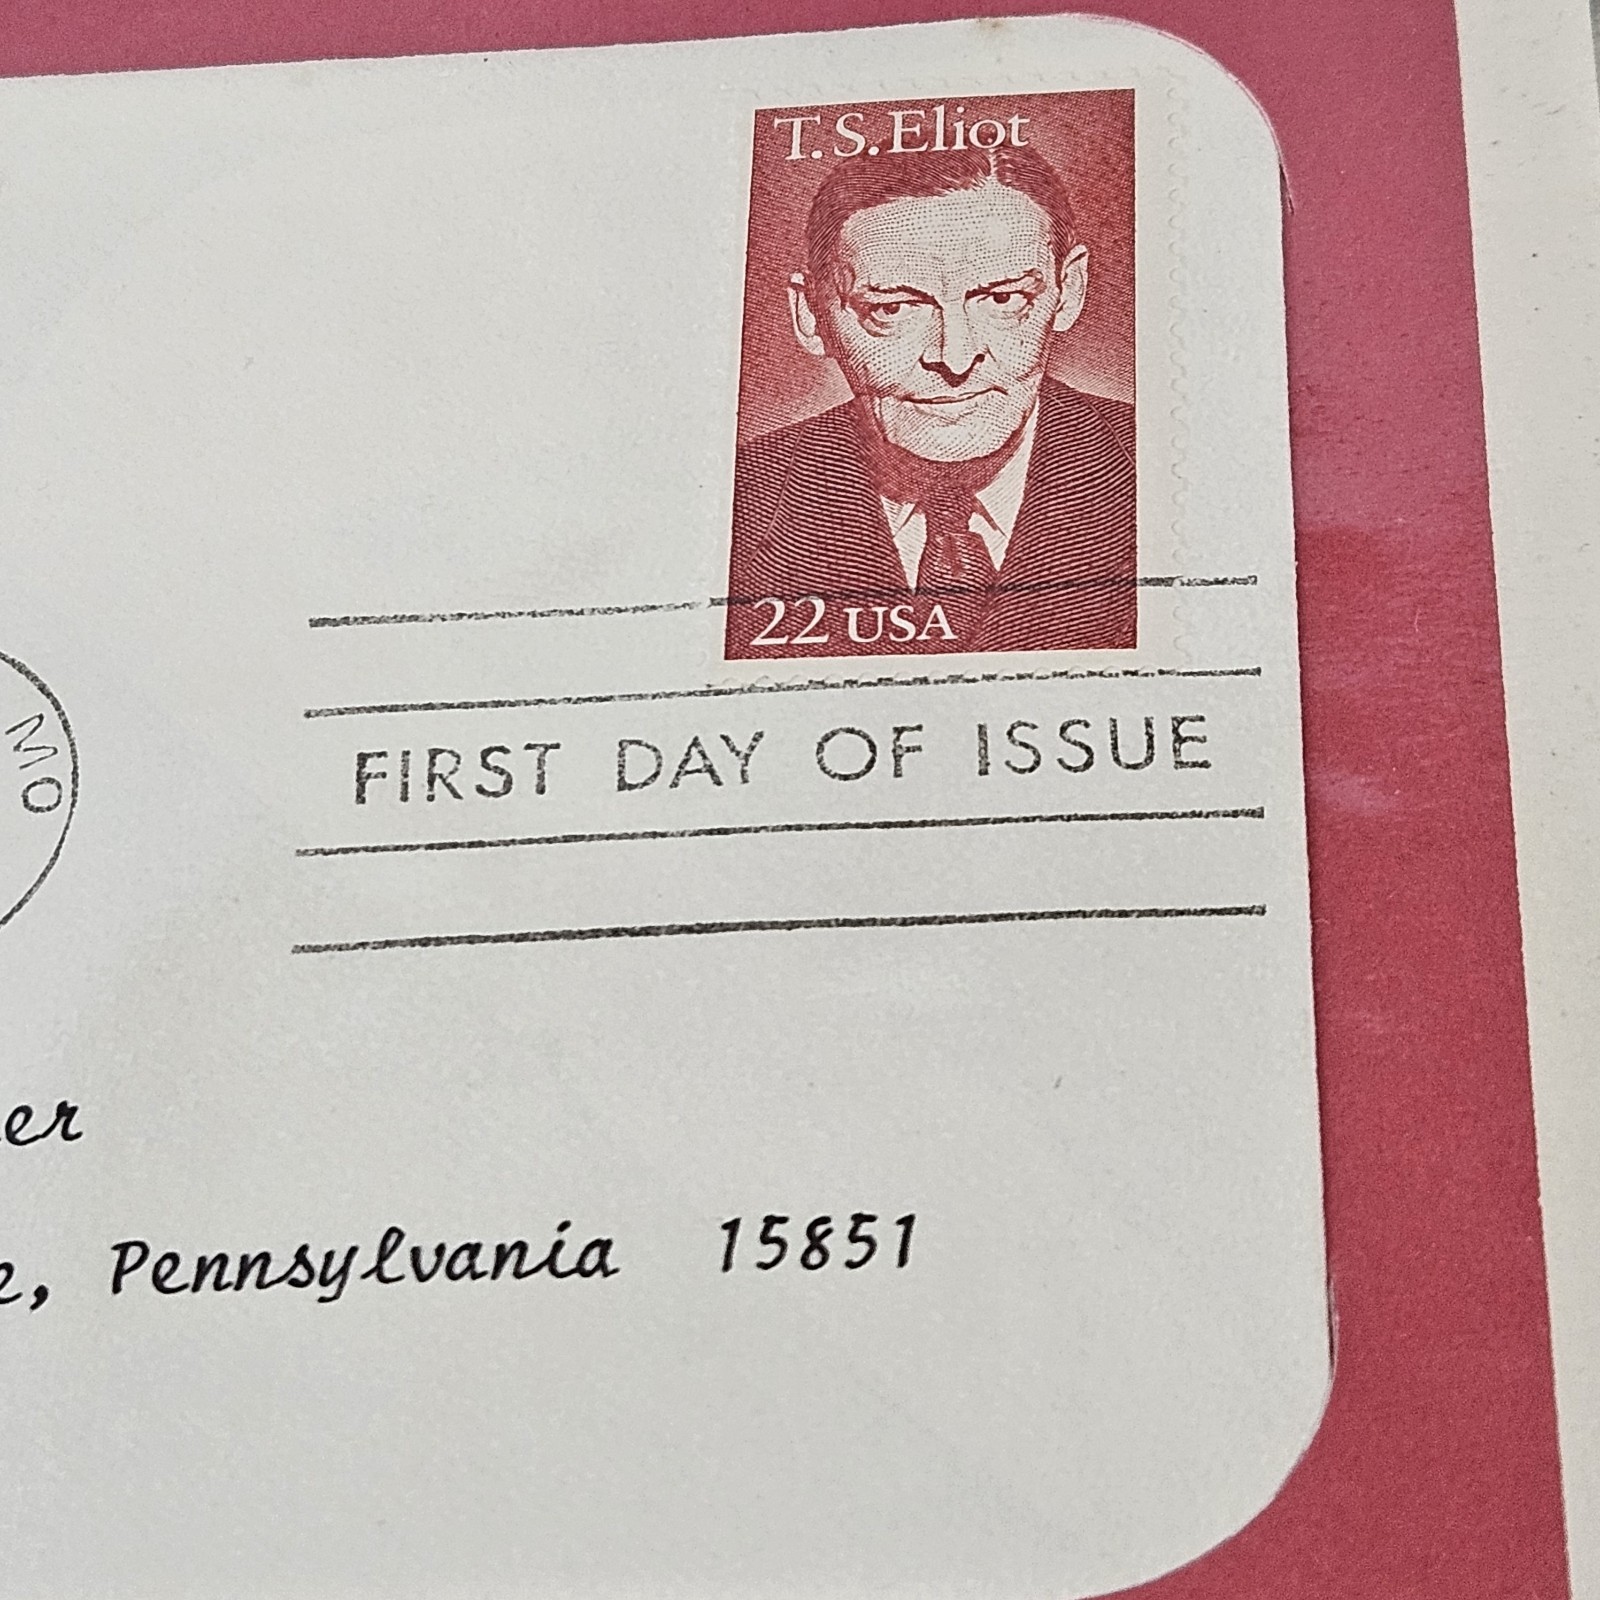 T.S.Eliot
22 USA
MO
FIRST DAY OF ISSUE
er
e, Pennsylvania 15851